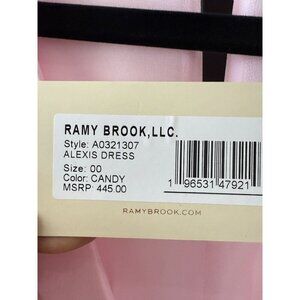 RAMY BROOK,LLC.
Style: A0321307
ALEXIS DRESS
Size: 00
Color: CANDY
MSRP: 445.00
1 96531 47921
RAMYBROOK.COM